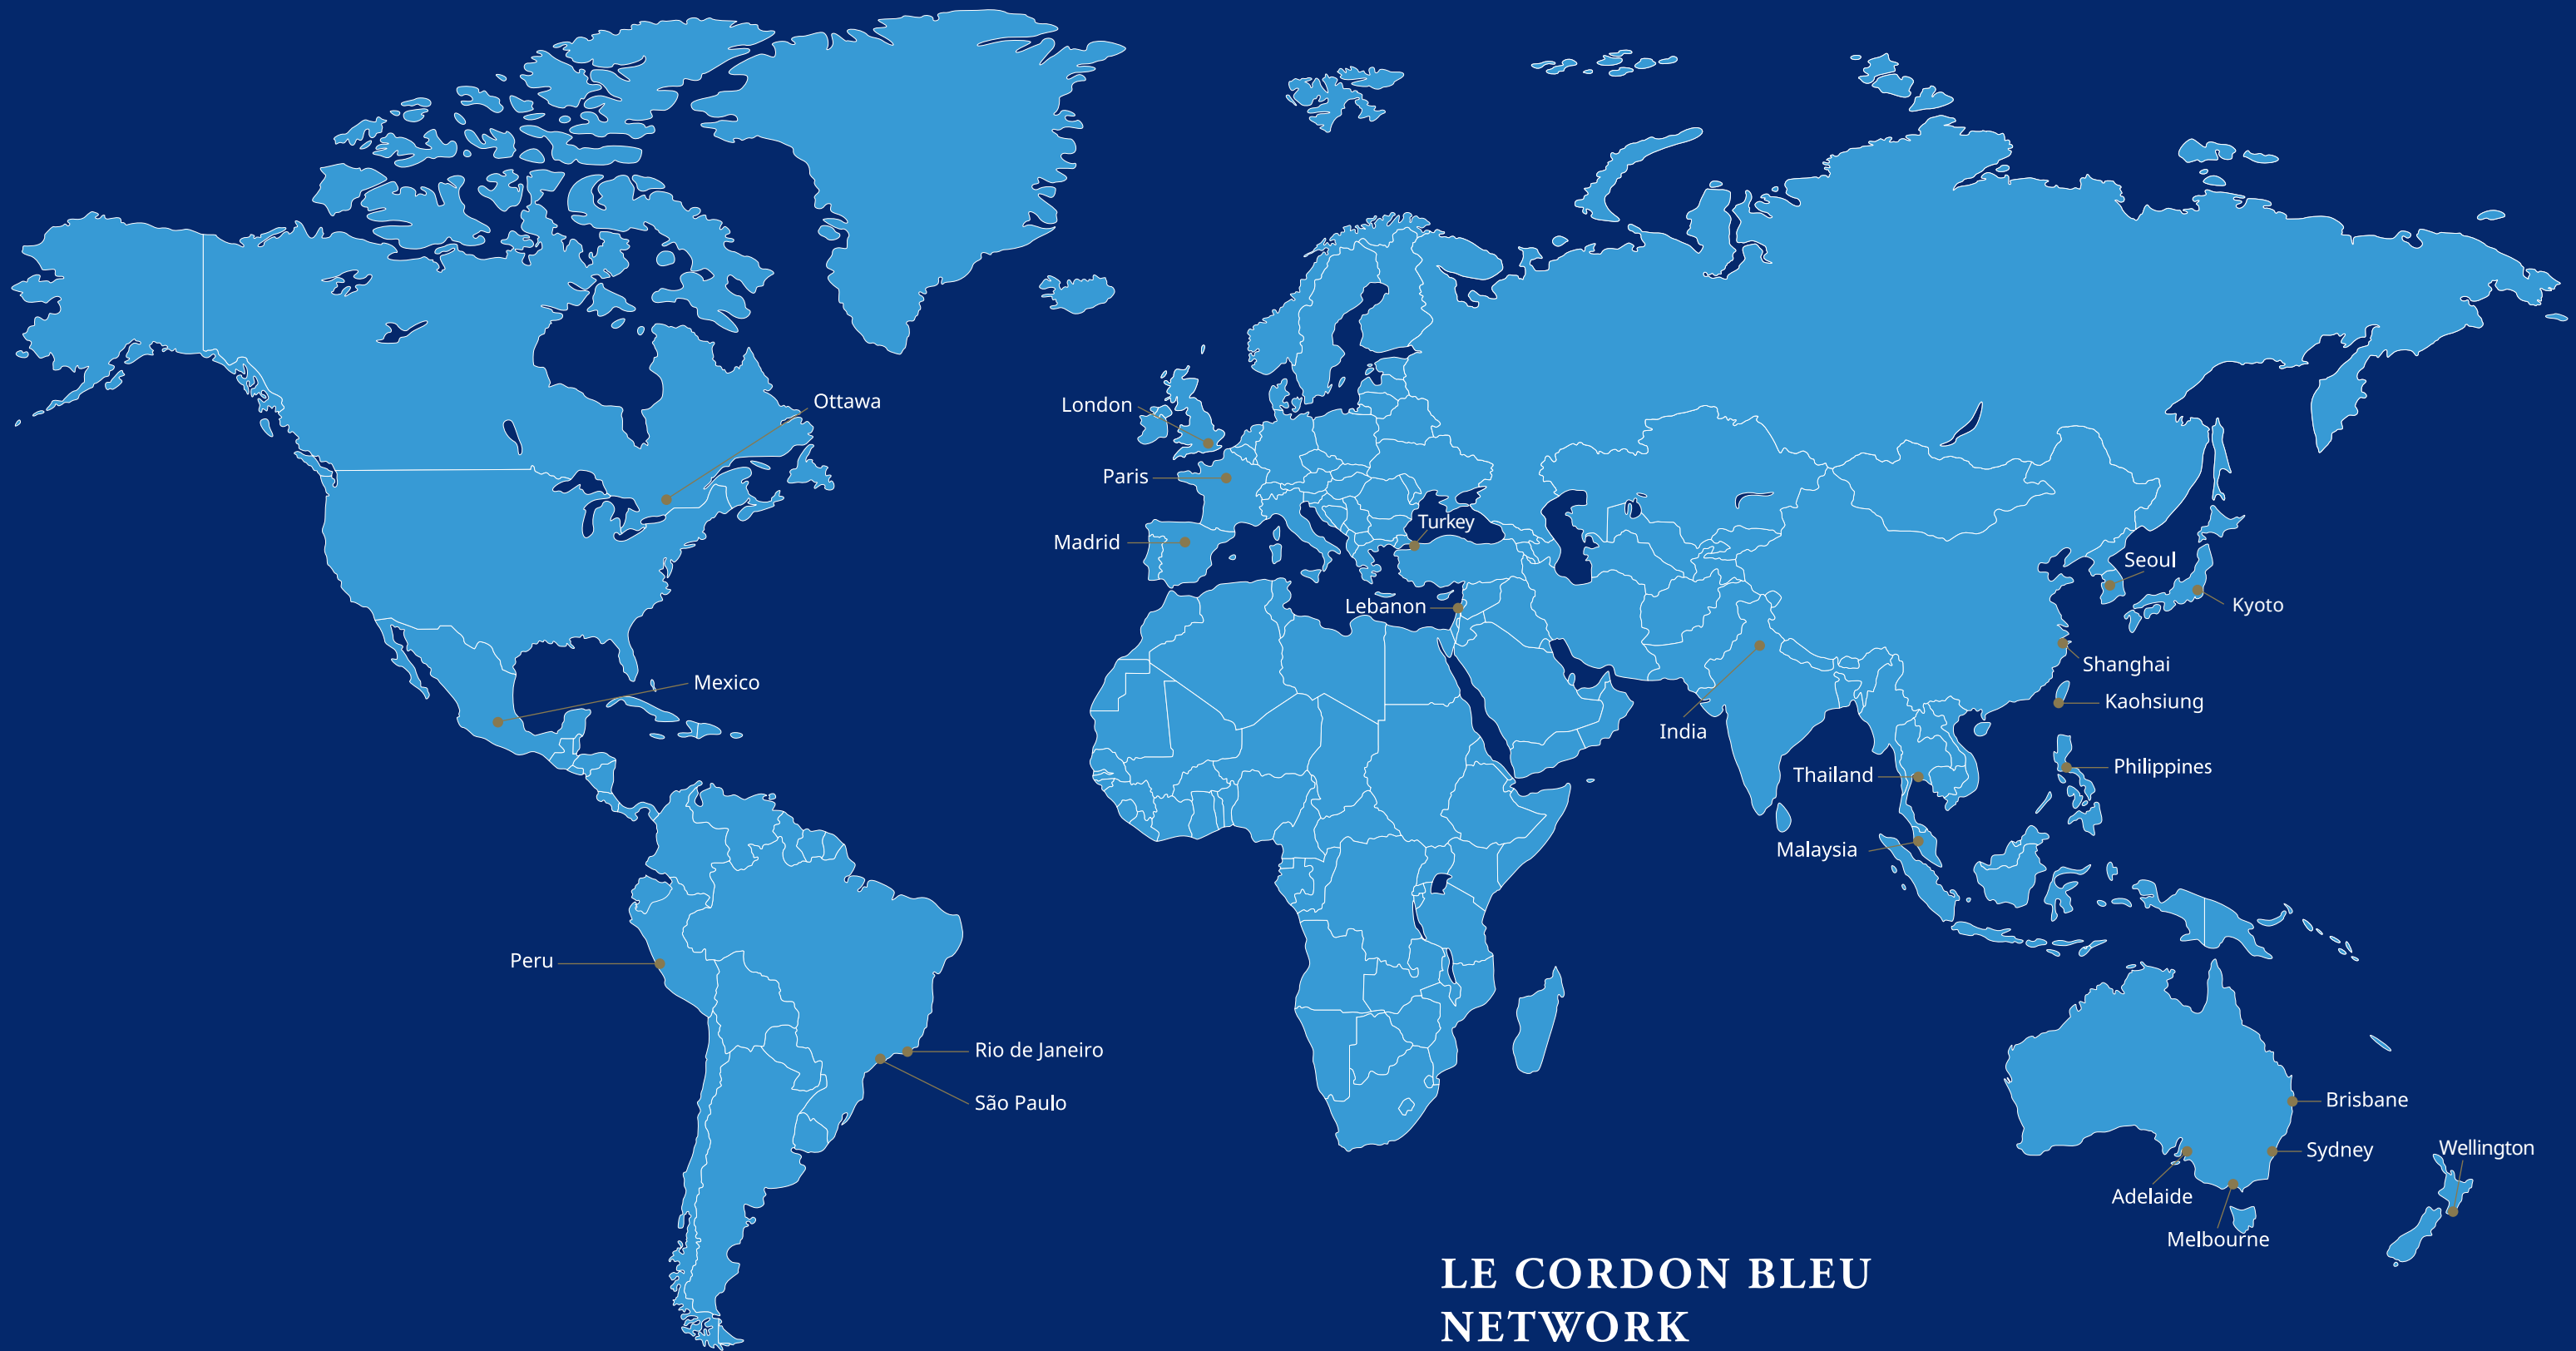 Ottawa
London
Paris
Turkey
Madrid
Seoul
Kyoto
Lebanon
Shanghai
Mexico
Kaohsiung
India
Philippines
Thailand
Malaysia
Peru
Rio de Janeiro
São Paulo
Brisbane
Sydney
Wellington
Adelaide
Melbourne
LE CORDON BLEU
NETWORK